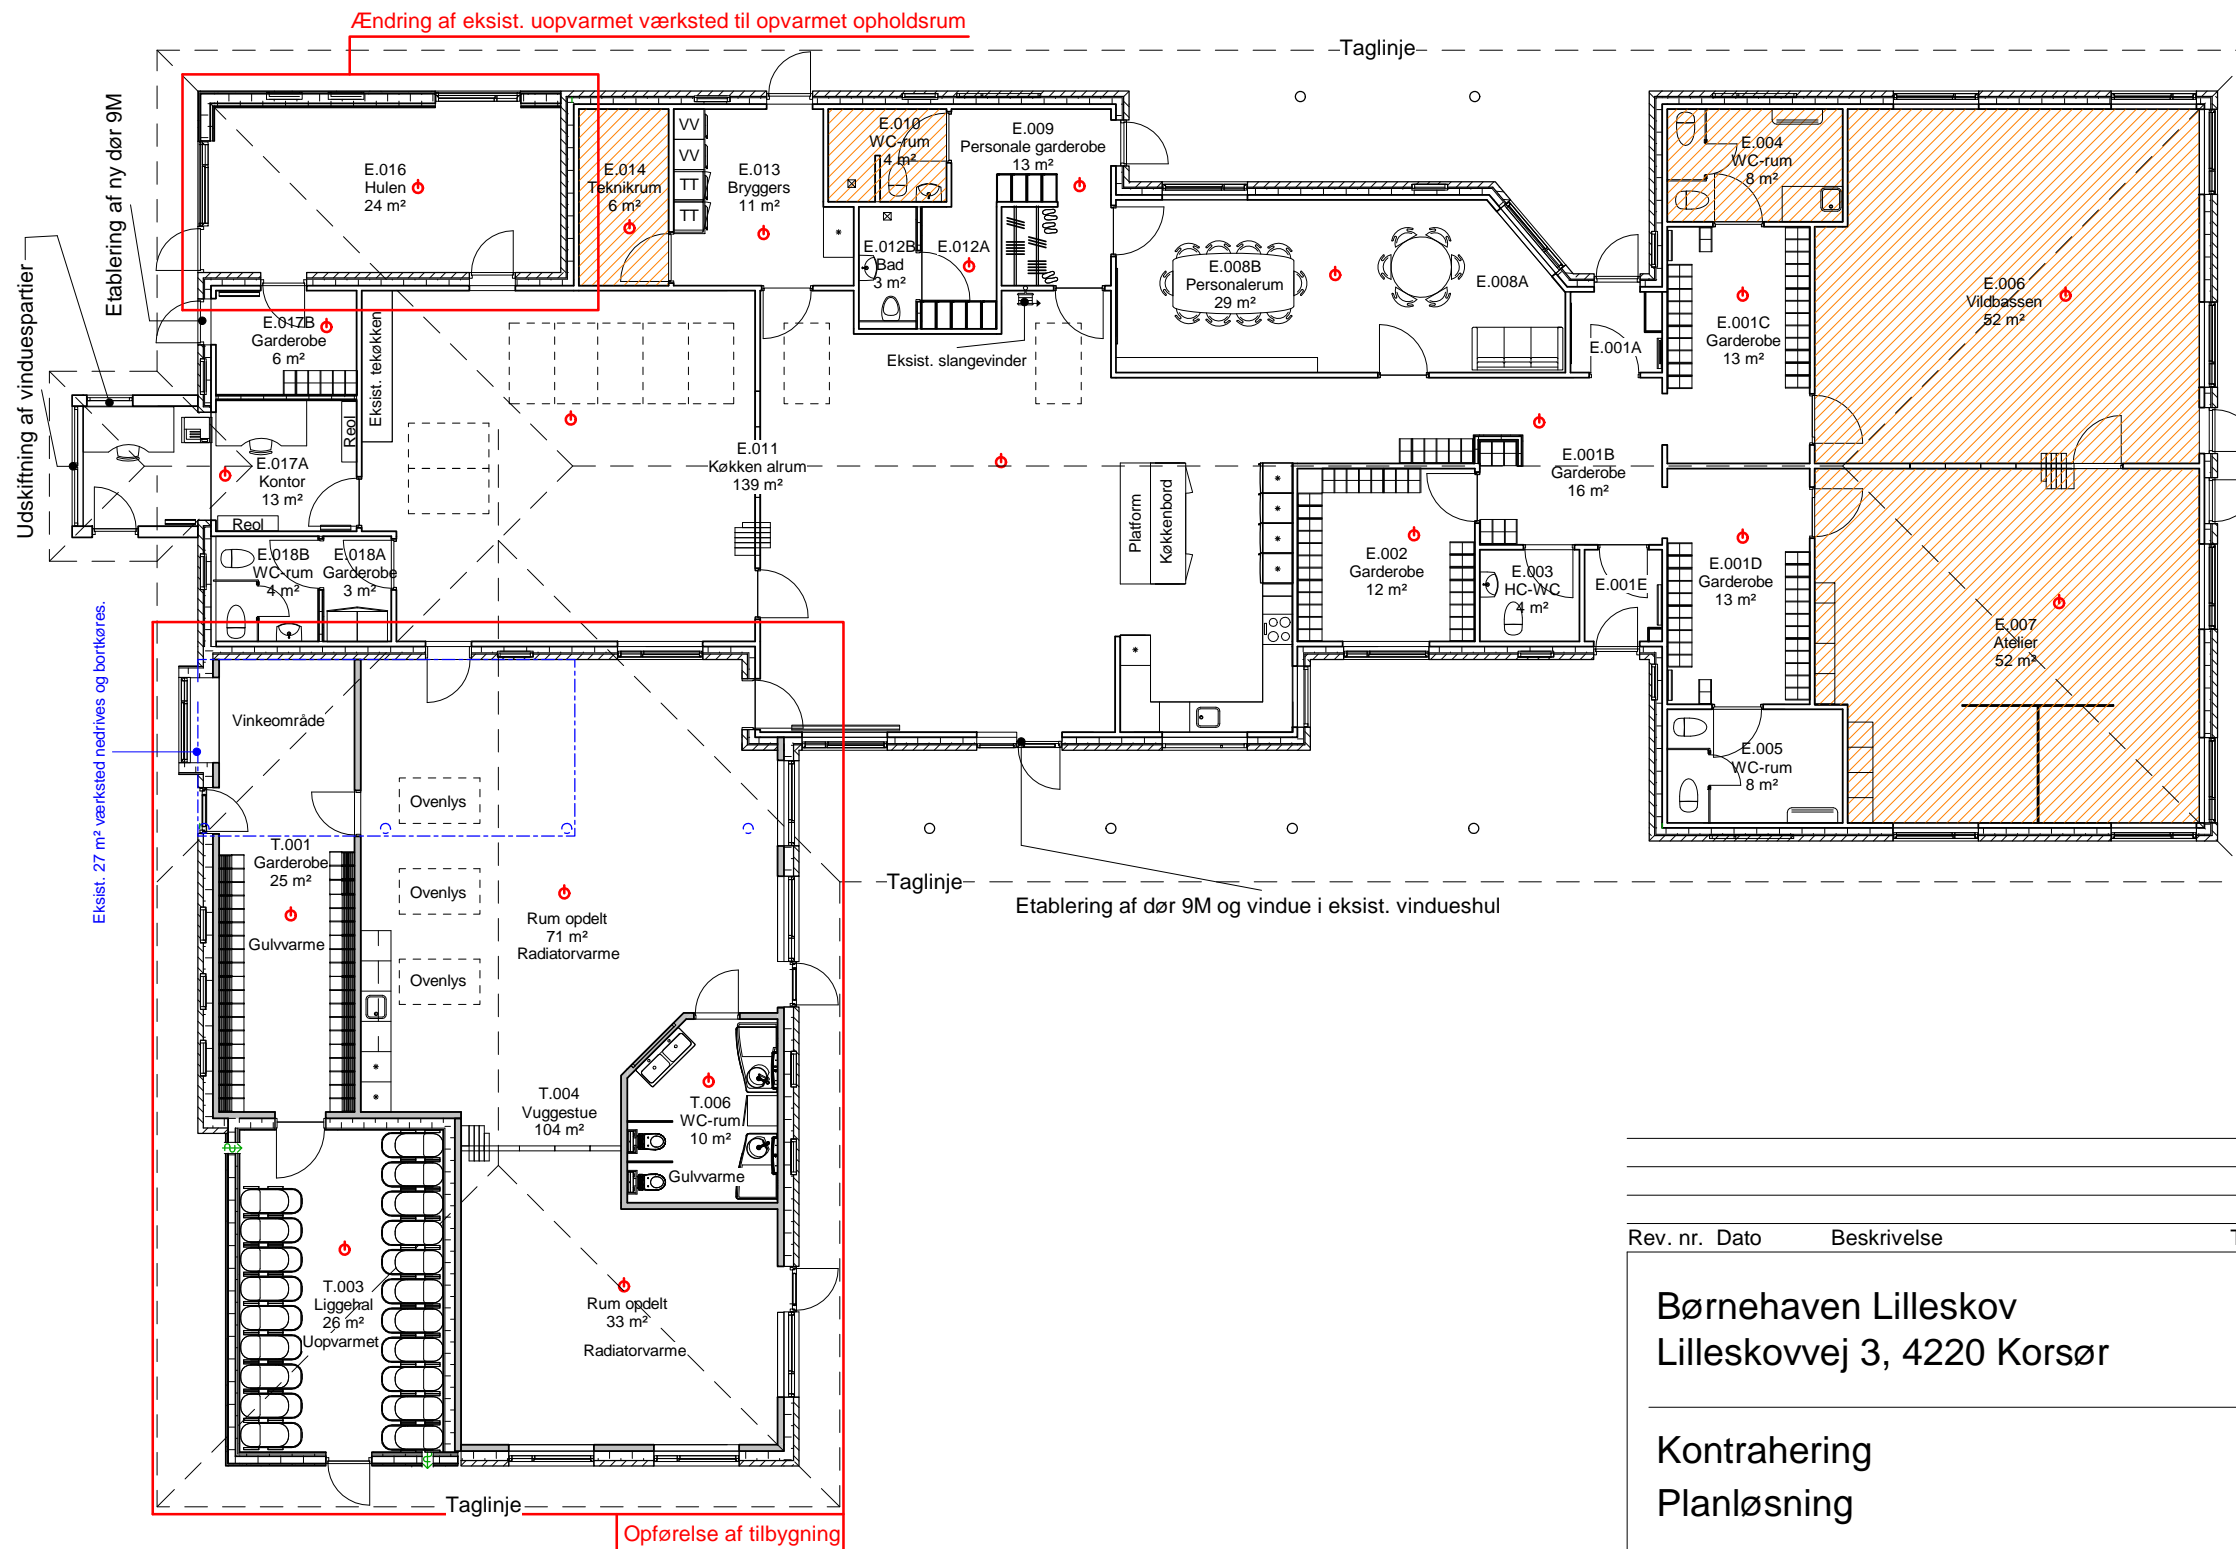 Ændring af eksist. uopvarmet værksted til opvarmet opholdsrum
Taglinje
Etablering af ny dør 9M
Udskiftning af vinduespartier
E.016
Hulen
24 m²
E.014
Teknikrum
6 m²
VV
VV
TT
TT
E.013
Bryggers
11 m²
E.010
WC-rum
4 m²
E.009
Personale garderobe
13 m²
E.012B
Bad
3 m²
E.012A
E.008B
Personalerum
29 m²
E.008A
Eksist. slangevinder
E.001A
E.004
WC-rum
8 m²
E.001C
Garderobe
13 m²
E.006
Vildbassen
52 m²
E.017B
Garderobe
6 m²
Eksist. tekøkken
Reol
E.017A
Kontor
13 m²
Reol
E.011
Køkken alrum
139 m²
Platform
Køkkenbord
E.001B
Garderobe
16 m²
E.002
Garderobe
12 m²
E.003
HC-WC
4 m²
E.001E
E.001D
Garderobe
13 m²
E.007
Atelier
52 m²
E.018B
WC-rum
4 m²
E.018A
Garderobe
3 m²
E.005
WC-rum
8 m²
Eksist. 27 m² værksted nedrives og bortkøres.
Vinkeområde
Ovenlys
Ovenlys
Ovenlys
T.001
Garderobe
25 m²
Gulvvarme
Rum opdelt
71 m²
Radiatorvarme
Taglinje
Etablering af dør 9M og vindue i eksist. vindueshul
T.004
Vuggestue
104 m²
T.006
WC-rum
10 m²
Gulvvarme
T.003
Liggehal
26 m²
Uopvarmet
Rum opdelt
33 m²
Radiatorvarme
Taglinje
Opførelse af tilbygning
Rev. nr. Dato Beskrivelse T
Børnehaven Lilleskov
Lilleskovvej 3, 4220 Korsør
Kontrahering
Planløsning